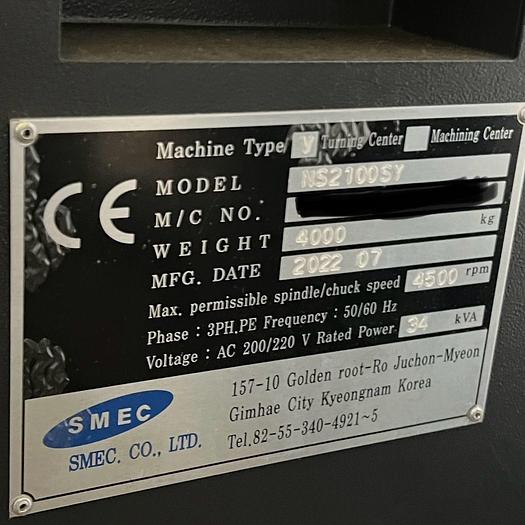 Machine Type/ V Turning Center Machining Center
CE
MODEL NS2100SY
M/C NO.
WEIGHT 4000 kg
MFG. DATE 2022 07
Max. permissible spindle/chuck speed 4500 rpm
Phase : 3PH.PE Frequency : 50/60 Hz
Voltage : AC 200/220 V Rated Power 34 kVA
SMEC
SMEC. CO., LTD.
157-10 Golden root-Ro Juchon-Myeon
Gimhae City Kyeongnam Korea
Tel.82-55-340-4921~5